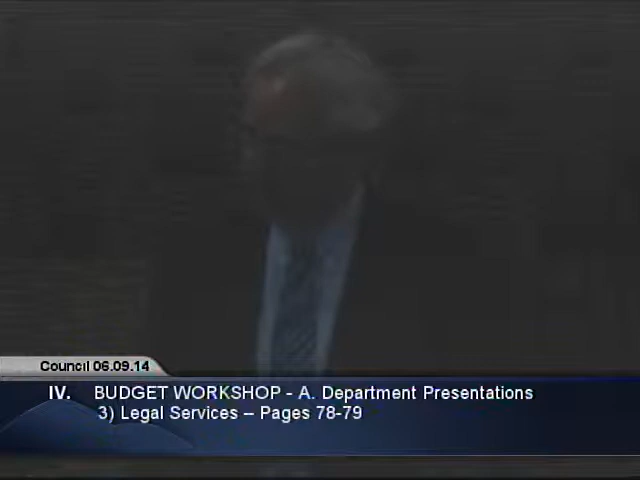 Council 06.09.14
IV. BUDGET WORKSHOP - A. Department Presentations
3) Legal Services -- Pages 78-79